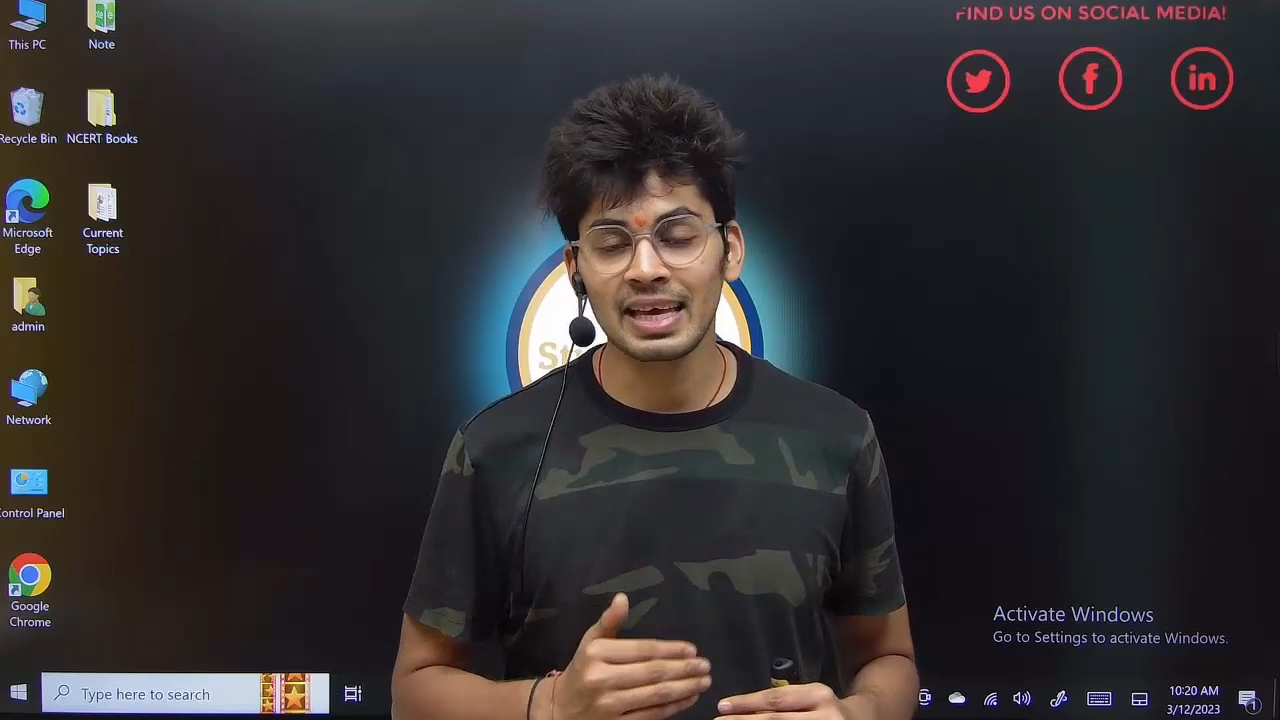 FIND US ON SOCIAL MEDIA!
This PC
Note
Recycle Bin
NCERT Books
Microsoft
Edge
Current
Topics
admin
Network
Control Panel
Google
Chrome
Activate Windows
Go to Settings to activate Windows.
Type here to search
10:20 AM
3/12/2023